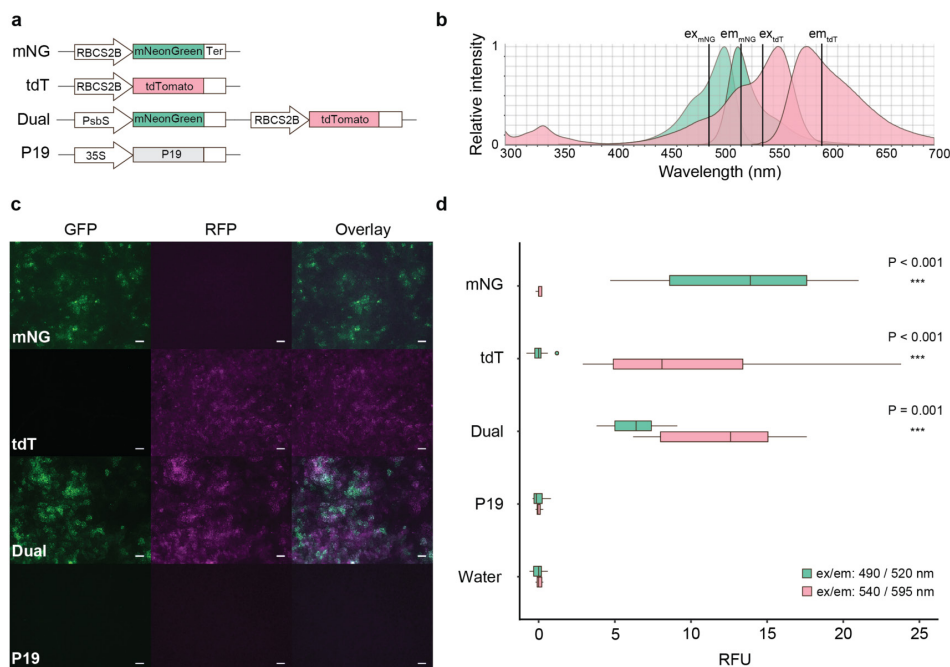 a
mNG
RBCS2B
mNeonGreen
Ter
tdT
RBCS2B
tdTomato
Dual
PsbS
mNeonGreen
RBCS2B
tdTomato
P19
35S
P19
b
ex mNG em mNG ex tdT em tdT
Relative intensity
1
0
300 350 400 450 500 550 600 650 700
Wavelength (nm)
c
GFP RFP Overlay
mNG
tdT
Dual
P19
d
mNG
P < 0.001
***
tdT
P < 0.001
***
Dual
P = 0.001
***
P19
Water
ex/em: 490 / 520 nm
ex/em: 540 / 595 nm
0 5 10 15 20 25
RFU